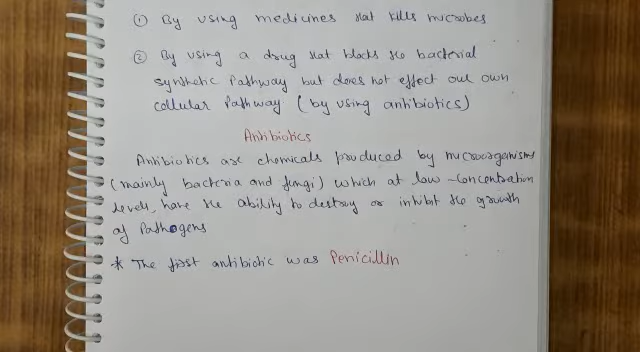 ① By using medicines that kills microbes
② By using a drug that blocks the bacterial
synthetic Pathway but does not effect our own
cellular Pathway (by using antibiotics)
Antibiotics
Antibiotics are chemicals produced by microorganisms
(mainly bacteria and fungi) which at low-concentration
levels, have the ability to destroy or inhibit the growth
of Pathogens
* The first antibiotic was Penicillin